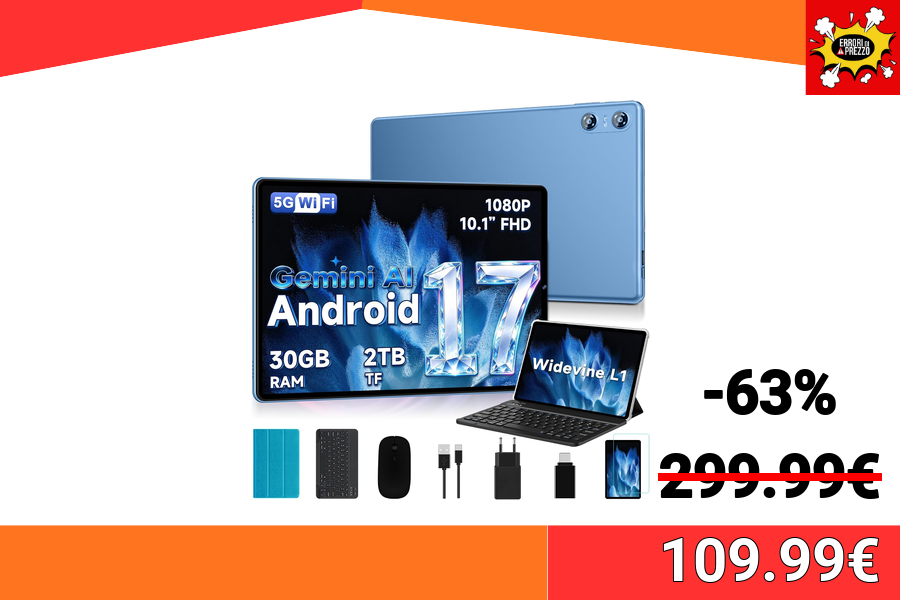 ERRORI DI
PREZZO
5G WiFi
1080P
10.1" FHD
Gemini AI
Android 17
30GB
RAM
2TB
TF
Widevine L1
-63%
299.99€
109.99€